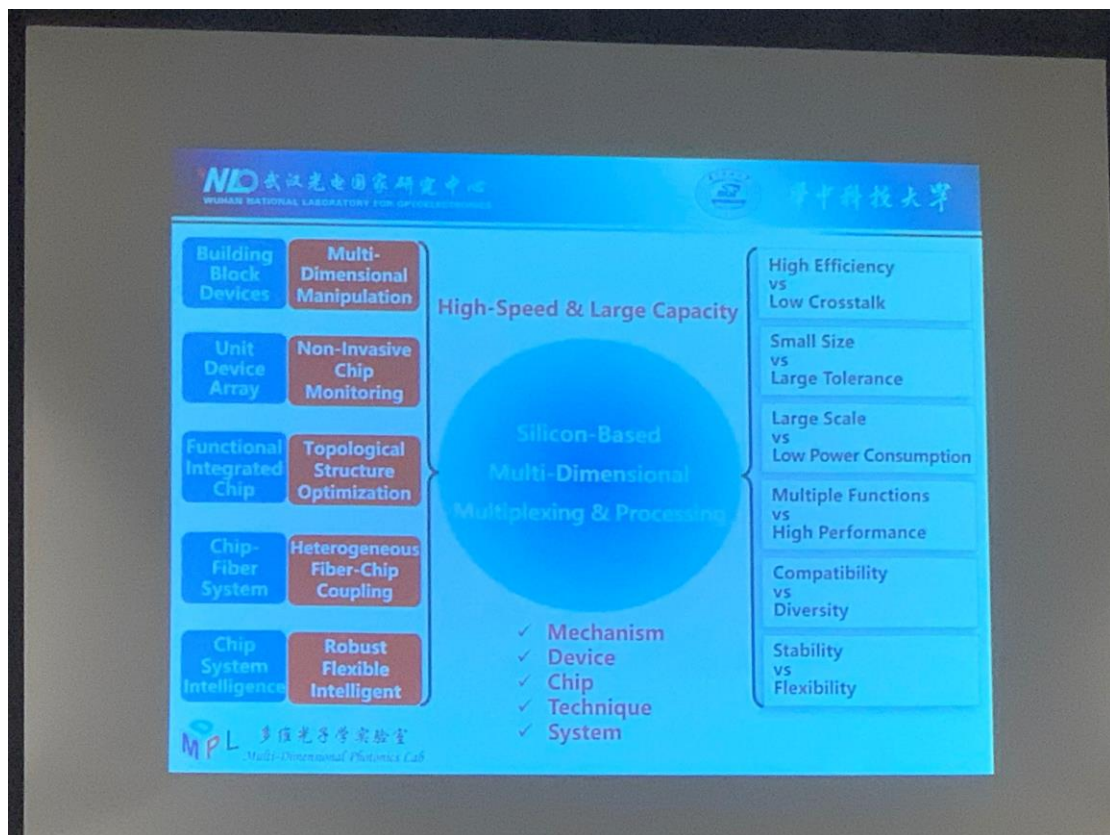 武汉光电国家研究中心
WUHAN NATIONAL LABORATORY FOR OPTOELECTRONICS
華中科技大学
Building
Block
Devices
Multi-
Dimensional
Manipulation
Unit
Device
Array
Non-Invasive
Chip
Monitoring
Functional
Integrated
Chip
Topological
Structure
Optimization
Chip-
Fiber
System
Heterogeneous
Fiber-Chip
Coupling
Chip
System
Intelligence
Robust
Flexible
Intelligent
High-Speed & Large Capacity
Silicon-Based
Multi-Dimensional
Multiplexing & Processing
✓ Mechanism
✓ Device
✓ Chip
✓ Technique
✓ System
High Efficiency
vs
Low Crosstalk
Small Size
vs
Large Tolerance
Large Scale
vs
Low Power Consumption
Multiple Functions
vs
High Performance
Compatibility
vs
Diversity
Stability
vs
Flexibility
MDPL
多维光子学实验室
Multi-Dimensional Photonics Lab